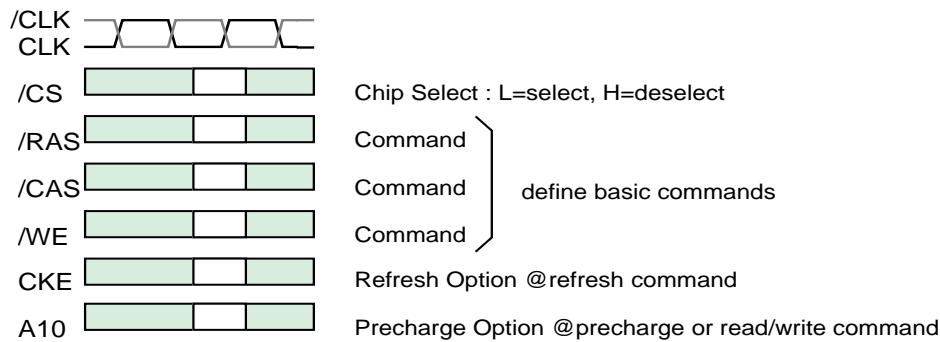 /CLK
CLK
/CS Chip Select : L=select, H=deselect
/RAS Command
/CAS Command define basic commands
/WE Command
CKE Refresh Option @refresh command
A10 Precharge Option @precharge or read/write command